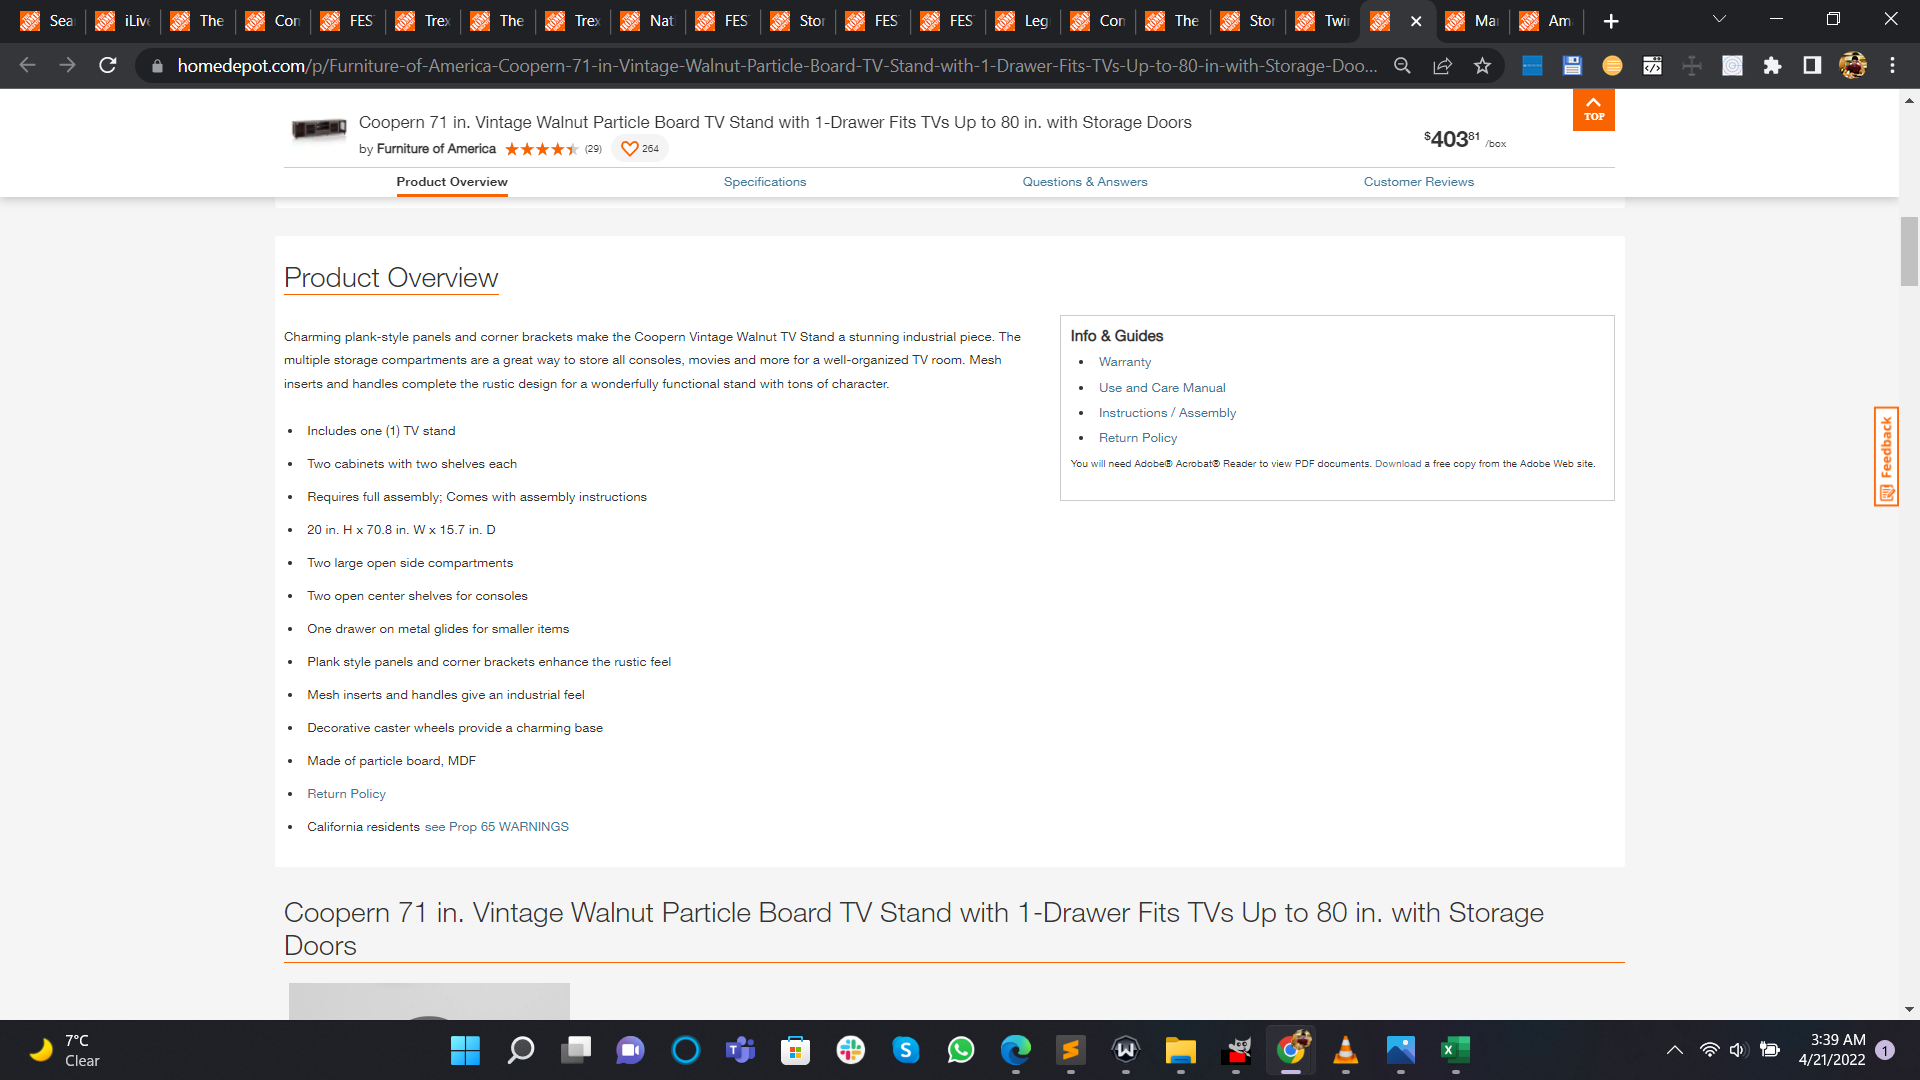 Sea
iLive
The
Con
FES
Trex
The
Trex
Nat
FES
Stor
FES
FES
Leg
Con
The
Stor
Twin
Ma
Am
homedepot.com/p/Furniture-of-America-Coopern-71-in-Vintage-Walnut-Particle-Board-TV-Stand-with-1-Drawer-Fits-TVs-Up-to-80-in-with-Storage-Doo...
Coopern 71 in. Vintage Walnut Particle Board TV Stand with 1-Drawer Fits TVs Up to 80 in. with Storage Doors
by Furniture of America (29) 264
$403 81 /box
TOP
Product Overview Specifications Questions & Answers Customer Reviews
Product Overview
Charming plank-style panels and corner brackets make the Coopern Vintage Walnut TV Stand a stunning industrial piece. The
multiple storage compartments are a great way to store all consoles, movies and more for a well-organized TV room. Mesh
inserts and handles complete the rustic design for a wonderfully functional stand with tons of character.
• Includes one (1) TV stand
• Two cabinets with two shelves each
• Requires full assembly; Comes with assembly instructions
• 20 in. H x 70.8 in. W x 15.7 in. D
• Two large open side compartments
• Two open center shelves for consoles
• One drawer on metal glides for smaller items
• Plank style panels and corner brackets enhance the rustic feel
• Mesh inserts and handles give an industrial feel
• Decorative caster wheels provide a charming base
• Made of particle board, MDF
• Return Policy
• California residents see Prop 65 WARNINGS
Info & Guides
• Warranty
• Use and Care Manual
• Instructions / Assembly
• Return Policy
You will need Adobe® Acrobat® Reader to view PDF documents. Download a free copy from the Adobe Web site.
Feedback
Coopern 71 in. Vintage Walnut Particle Board TV Stand with 1-Drawer Fits TVs Up to 80 in. with Storage
Doors
7°C
Clear
3:39 AM
4/21/2022
1